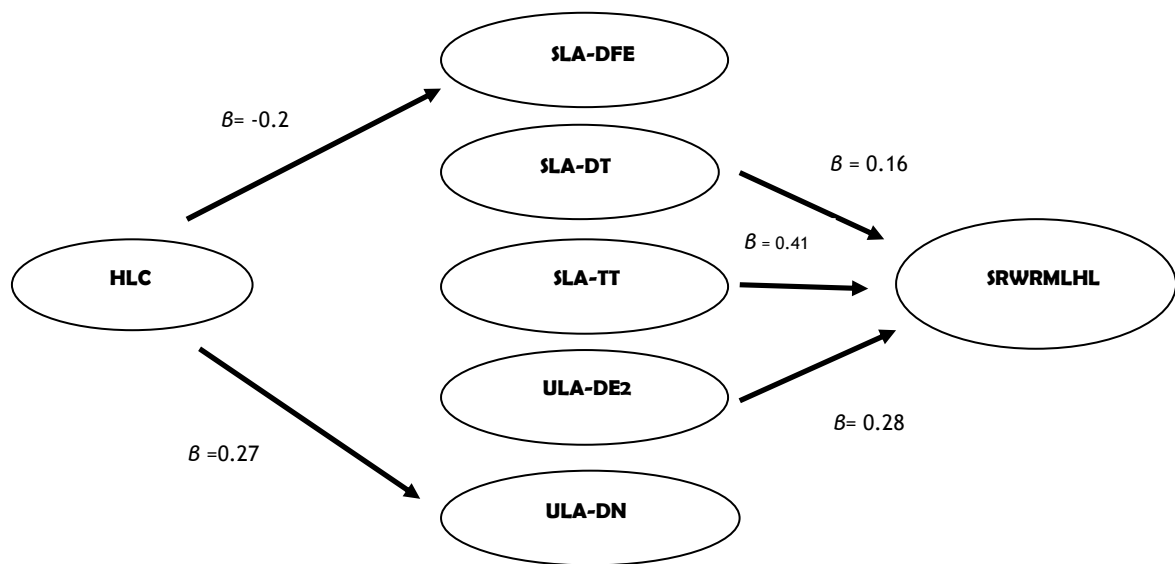 SLA-DFE
B= -0.2
SLA-DT
B = 0.16
B = 0.41
HLC
SLA-TT
SRWRMLHL
ULA-DE2
B= 0.28
B =0.27
ULA-DN